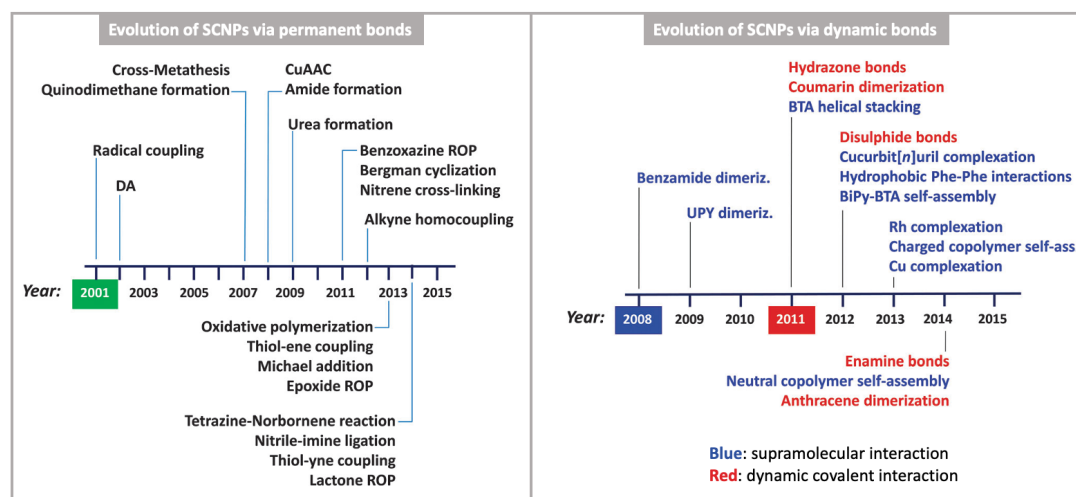 Evolution of SCNPs via permanent bonds
Cross-Metathesis
Quinodimethane formation
CuAAC
Amide formation
Urea formation
Radical coupling
DA
Benzoxazine ROP
Bergman cyclization
Nitrene cross-linking
Alkyne homocoupling
Year: 2001 2003 2005 2007 2009 2011 2013 2015
Oxidative polymerization
Thiol-ene coupling
Michael addition
Epoxide ROP
Tetrazine-Norbornene reaction
Nitrile-imine ligation
Thiol-yne coupling
Lactone ROP
Evolution of SCNPs via dynamic bonds
Hydrazone bonds
Coumarin dimerization
BTA helical stacking
Disulphide bonds
Cucurbit[n]uril complexation
Hydrophobic Phe-Phe interactions
BiPy-BTA self-assembly
Benzamide dimeriz.
UPY dimeriz.
Rh complexation
Charged copolymer self-ass
Cu complexation
Year: 2008 2009 2010 2011 2012 2013 2014 2015
Enamine bonds
Neutral copolymer self-assembly
Anthracene dimerization
Blue: supramolecular interaction
Red: dynamic covalent interaction